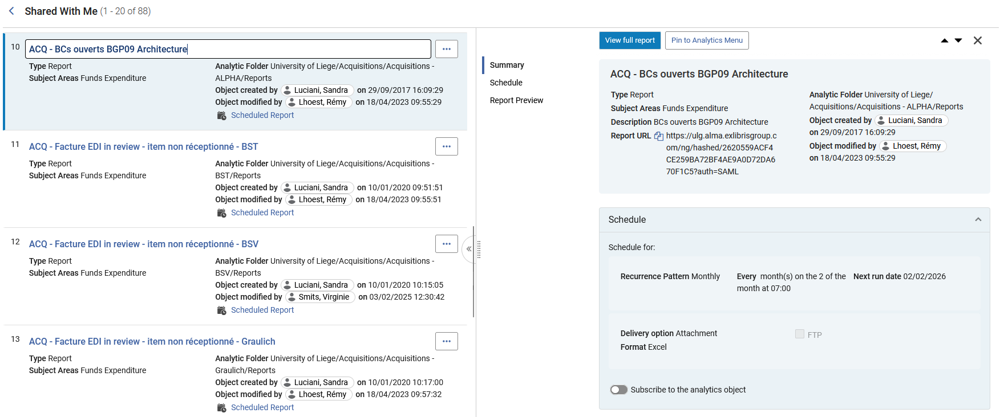 Shared With Me (1 - 20 of 88)
10
ACQ - BCs ouverts BGP09 Architecture
Type Report
Subject Areas Funds Expenditure
Analytic Folder University of Liege/Acquisitions/Acquisitions -
ALPHA/Reports
Object created by Luciani, Sandra on 29/09/2017 16:09:29
Object modified by Lhoest, Rémy on 18/04/2023 09:55:29
Scheduled Report
11
ACQ - Facture EDI in review - item non réceptionné - BST
Type Report
Subject Areas Funds Expenditure
Analytic Folder University of Liege/Acquisitions/Acquisitions -
BST/Reports
Object created by Luciani, Sandra on 10/01/2020 09:51:51
Object modified by Lhoest, Rémy on 18/04/2023 09:55:51
Scheduled Report
12
ACQ - Facture EDI in review - item non réceptionné - BSV
Type Report
Subject Areas Funds Expenditure
Analytic Folder University of Liege/Acquisitions/Acquisitions -
BSV/Reports
Object created by Luciani, Sandra on 10/01/2020 10:15:05
Object modified by Smits, Virginie on 03/02/2025 12:30:42
Scheduled Report
13
ACQ - Facture EDI in review - item non réceptionné - Graulich
Type Report
Subject Areas Funds Expenditure
Analytic Folder University of Liege/Acquisitions/Acquisitions -
Graulich/Reports
Object created by Luciani, Sandra on 10/01/2020 10:17:00
Object modified by Lhoest, Rémy on 18/04/2023 09:57:32
Scheduled Report
Summary
Schedule
Report Preview
View full report
Pin to Analytics Menu
ACQ - BCs ouverts BGP09 Architecture
Type Report
Subject Areas Funds Expenditure
Description BCs ouverts BGP09 Architecture
Report URL https://ulg.alma.exlibrisgroup.c
om/ng/hashed/2620559ACF4
CE259BA72BF4AE9A0D72DA6
70F1C5?auth=SAML
Analytic Folder University of Liege/
Acquisitions/Acquisitions - ALPHA/Reports
Object created by Luciani, Sandra
on 29/09/2017 16:09:29
Object modified by Lhoest, Rémy
on 18/04/2023 09:55:29
Schedule
Schedule for:
Recurrence Pattern Monthly
Every month(s) on the 2 of the
month at 07:00
Next run date 02/02/2026
Delivery option Attachment
Format Excel
FTP
Subscribe to the analytics object